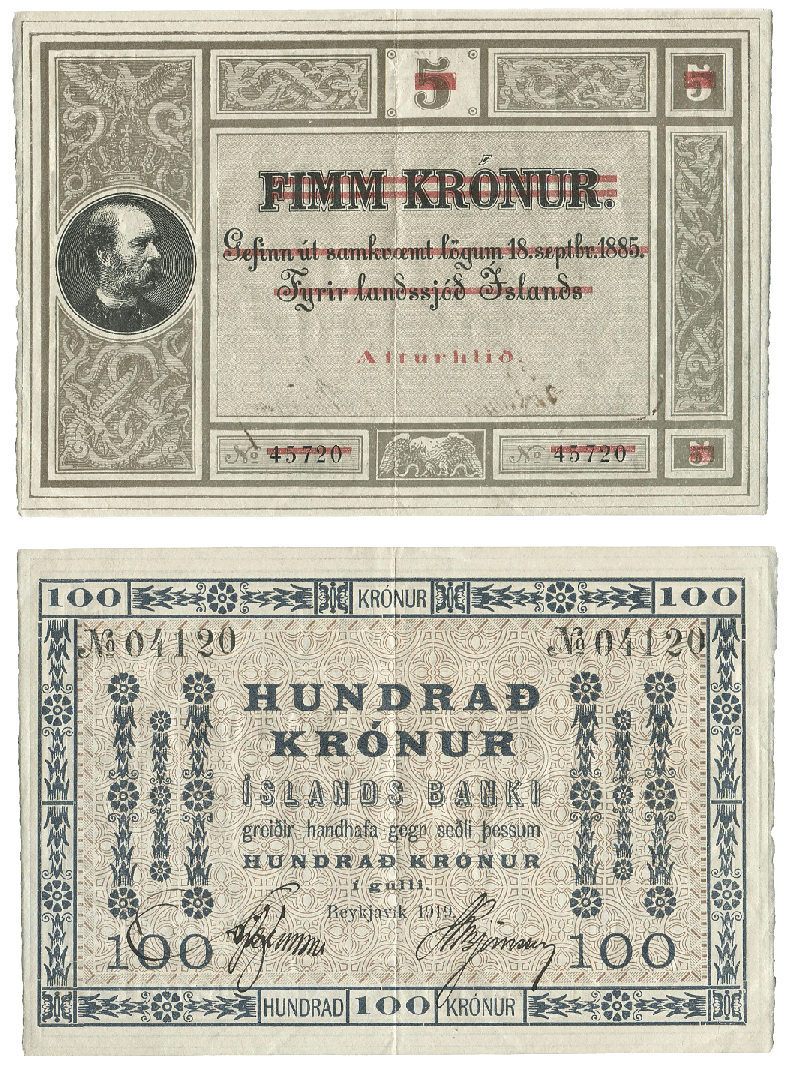 5
5
FIMM KRÓNUR.
Gefinn út samkvæmt lögum 18. septbr. 1885.
Fyrir landssjóð Íslands
Afturhlið.
No 45720
No 45720
5
100 KRÓNUR 100
No 04120
No 04120
HUNDRAÐ
KRÓNUR
ÍSLANDS BANKI
greiðir handhafa gegn seðli þessum
HUNDRAÐ KRÓNUR
í gulli.
Reykjavík 1919.
100
100
HUNDRAÐ 100 KRÓNUR